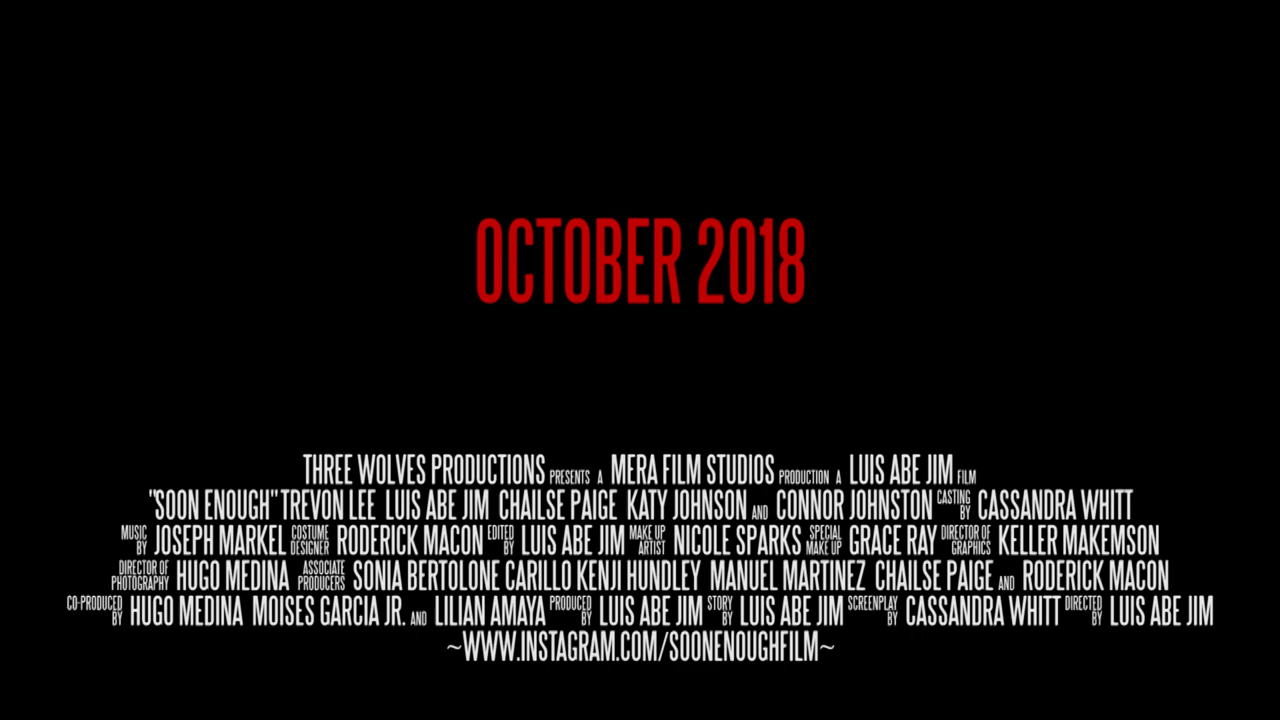 OCTOBER 2018
THREE WOLVES PRODUCTIONS PRESENTS A MERA FILM STUDIOS PRODUCTION A LUIS ABE JIM FILM
"SOON ENOUGH" TREVON LEE LUIS ABE JIM CHAILSE PAIGE KATY JOHNSON AND CONNOR JOHNSTON CASTING BY CASSANDRA WHITT
MUSIC BY JOSEPH MARKEL COSTUME DESIGNER RODERICK MACON EDITED BY LUIS ABE JIM MAKE UP ARTIST NICOLE SPARKS SPECIAL MAKE UP GRACE RAY DIRECTOR OF GRAPHICS KELLER MAKEMSON
DIRECTOR OF PHOTOGRAPHY HUGO MEDINA ASSOCIATE PRODUCERS SONIA BERTOLONE CARILLO KENJI HUNDLEY MANUEL MARTINEZ CHAILSE PAIGE AND RODERICK MACON
CO-PRODUCED BY HUGO MEDINA MOISES GARCIA JR. AND LILIAN AMAYA PRODUCED BY LUIS ABE JIM STORY BY LUIS ABE JIM SCREENPLAY BY CASSANDRA WHITT DIRECTED BY LUIS ABE JIM
~WWW.INSTAGRAM.COM/SOONENOUGHFILM~